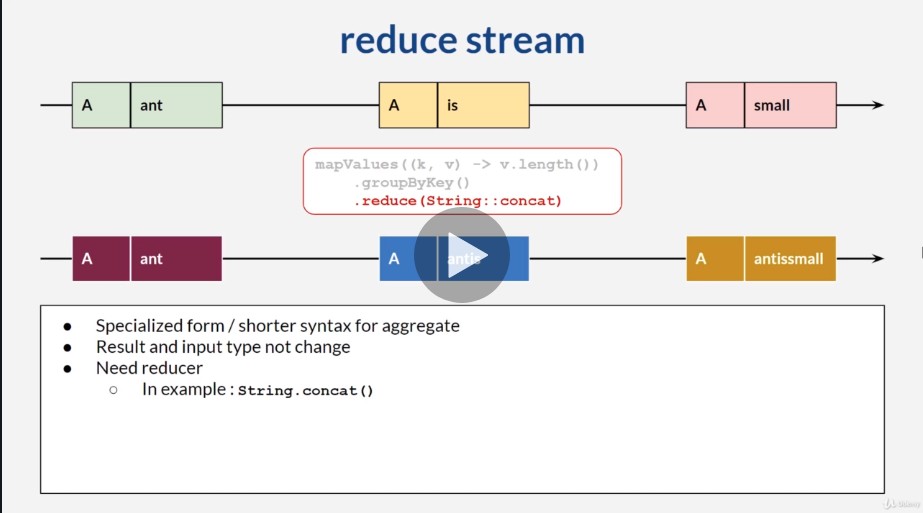 reduce stream
A ant A is A small
mapValues((k, v) -> v.length())
.groupByKey()
.reduce(String::concat)
A ant A antis A antissmall
● Specialized form / shorter syntax for aggregate
● Result and input type not change
● Need reducer
○ In example : String.concat()
Udemy